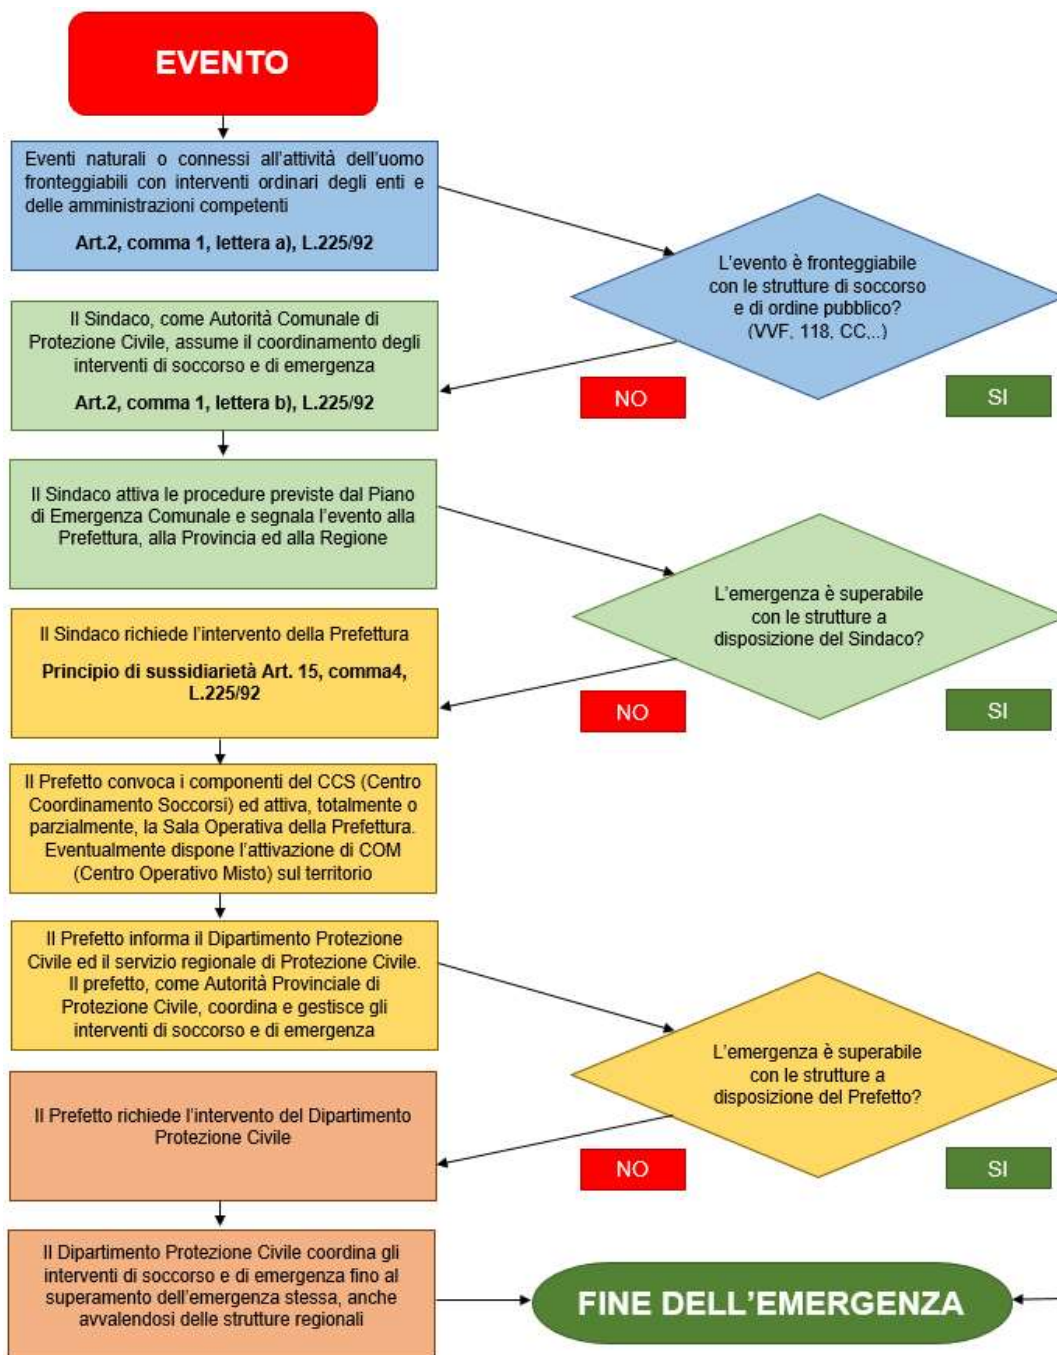 EVENTO
Eventi naturali o connessi all'attività dell'uomo
fronteggiabili con interventi ordinari degli enti e
delle amministrazioni competenti
Art.2, comma 1, lettera a), L.225/92
L'evento è fronteggiabile
con le strutture di soccorso
e di ordine pubblico?
(VVF, 118, CC,..)
Il Sindaco, come Autorità Comunale di
Protezione Civile, assume il coordinamento degli
interventi di soccorso e di emergenza
Art.2, comma 1, lettera b), L.225/92
NO
SI
Il Sindaco attiva le procedure previste dal Piano
di Emergenza Comunale e segnala l'evento alla
Prefettura, alla Provincia ed alla Regione
L'emergenza è superabile
con le strutture a
disposizione del Sindaco?
Il Sindaco richiede l'intervento della Prefettura
Principio di sussidiarietà Art. 15, comma4,
L.225/92
NO
SI
Il Prefetto convoca i componenti del CCS (Centro
Coordinamento Soccorsi) ed attiva, totalmente o
parzialmente, la Sala Operativa della Prefettura.
Eventualmente dispone l'attivazione di COM
(Centro Operativo Misto) sul territorio
Il Prefetto informa il Dipartimento Protezione
Civile ed il servizio regionale di Protezione Civile.
Il prefetto, come Autorità Provinciale di
Protezione Civile, coordina e gestisce gli
interventi di soccorso e di emergenza
L'emergenza è superabile
con le strutture a
disposizione del Prefetto?
Il Prefetto richiede l'intervento del Dipartimento
Protezione Civile
NO
SI
Il Dipartimento Protezione Civile coordina gli
interventi di soccorso e di emergenza fino al
superamento dell'emergenza stessa, anche
avvalendosi delle strutture regionali
FINE DELL'EMERGENZA